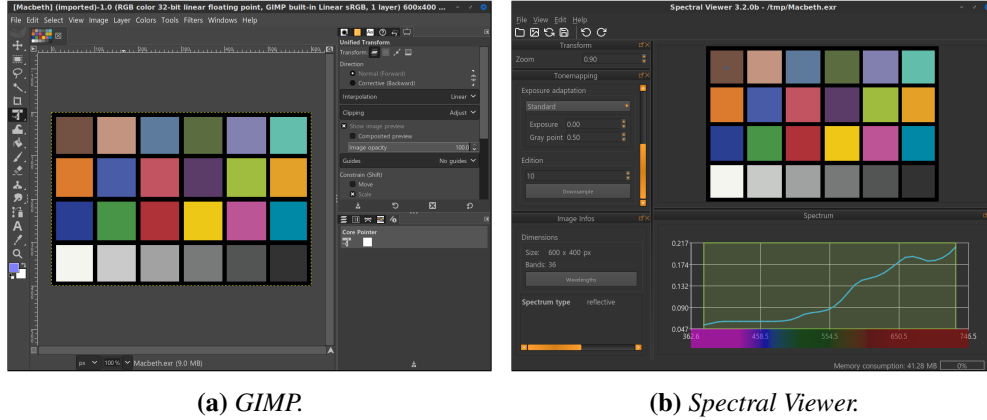 [Macbeth] (imported)-1.0 (RGB color 32-bit linear floating point, GIMP built-in Linear sRGB, 1 layer) 600x400 ...
File Edit Select View Image Layer Colors Tools Filters Windows Help
Unified Transform
Transform:
Direction
Normal (Forward)
Corrective (Backward)
Interpolation Linear
Clipping Adjust
Show image preview
Composited preview
Image opacity 100.0
Guides No guides
Constrain (Shift)
Move
Scale
Core Pointer
px 100 % Macbeth.exr (9.0 MB)
(a) GIMP.
Spectral Viewer 3.2.0b - /tmp/Macbeth.exr
File View Edit Help
Transform
Zoom 0.90
Tonemapping
Exposure adaptation
Standard
Exposure 0.00
Gray point 0.50
Edition
10
Downsample
Image Infos
Dimensions
Size: 600 x 400 px
Bands: 36
Wavelengths
Spectrum type reflective
Spectrum
0.217
0.174
0.132
0.090
0.047
362.6 458.5 554.5 650.5 746.5
Memory consumption: 41.28 MB 0%
(b) Spectral Viewer.